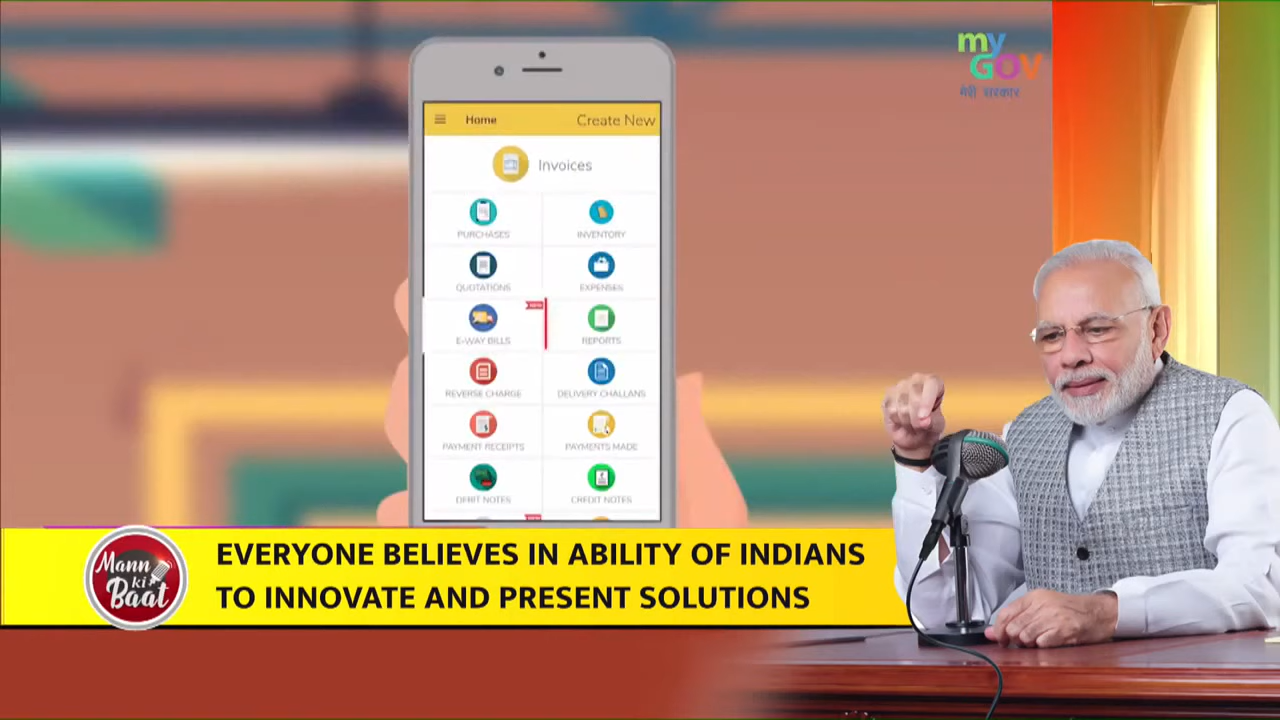 my
GOV
मेरी सरकार
Home
Create New
Invoices
PURCHASES
INVENTORY
QUOTATIONS
EXPENSES
NEW
E-WAY BILLS
REPORTS
REVERSE CHARGE
DELIVERY CHALLANS
PAYMENT RECEIPTS
PAYMENTS MADE
DEBIT NOTES
CREDIT NOTES
Mann
ki
Baat
EVERYONE BELIEVES IN ABILITY OF INDIANS
TO INNOVATE AND PRESENT SOLUTIONS